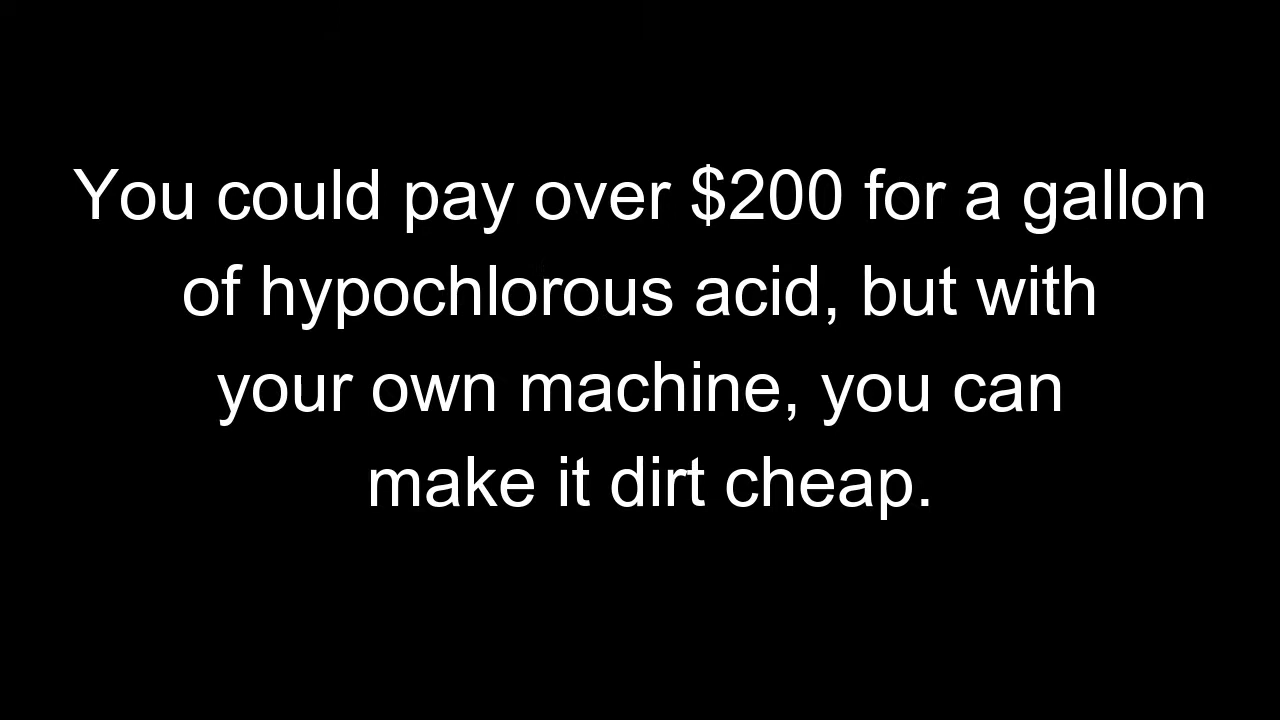 You could pay over $200 for a gallon
of hypochlorous acid, but with
your own machine, you can
make it dirt cheap.